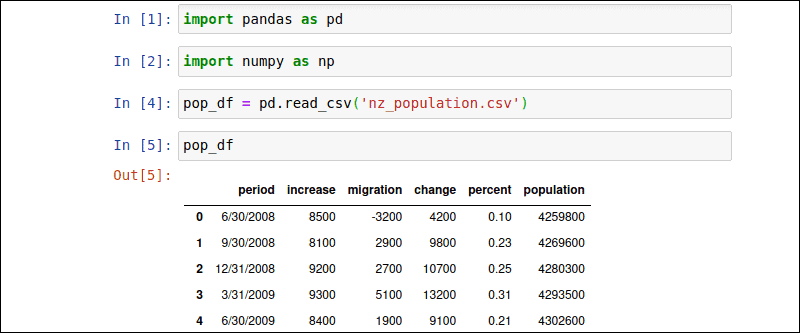 In [1]: import pandas as pd
In [2]: import numpy as np
In [4]: pop_df = pd.read_csv('nz_population.csv')
In [5]: pop_df
Out[5]:
period increase migration change percent population
0 6/30/2008 8500 -3200 4200 0.10 4259800
1 9/30/2008 8100 2900 9800 0.23 4269600
2 12/31/2008 9200 2700 10700 0.25 4280300
3 3/31/2009 9300 5100 13200 0.31 4293500
4 6/30/2009 8400 1900 9100 0.21 4302600